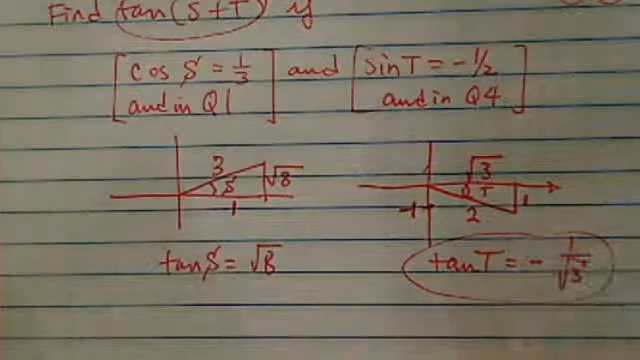 Find tan(S+T) if
cos S = 1/3 and sin T = -1/2
and in Q1 and in Q4
3 √8 S 1
√3 T 1 -1 2
tan S = √8 tan T = - 1/√3